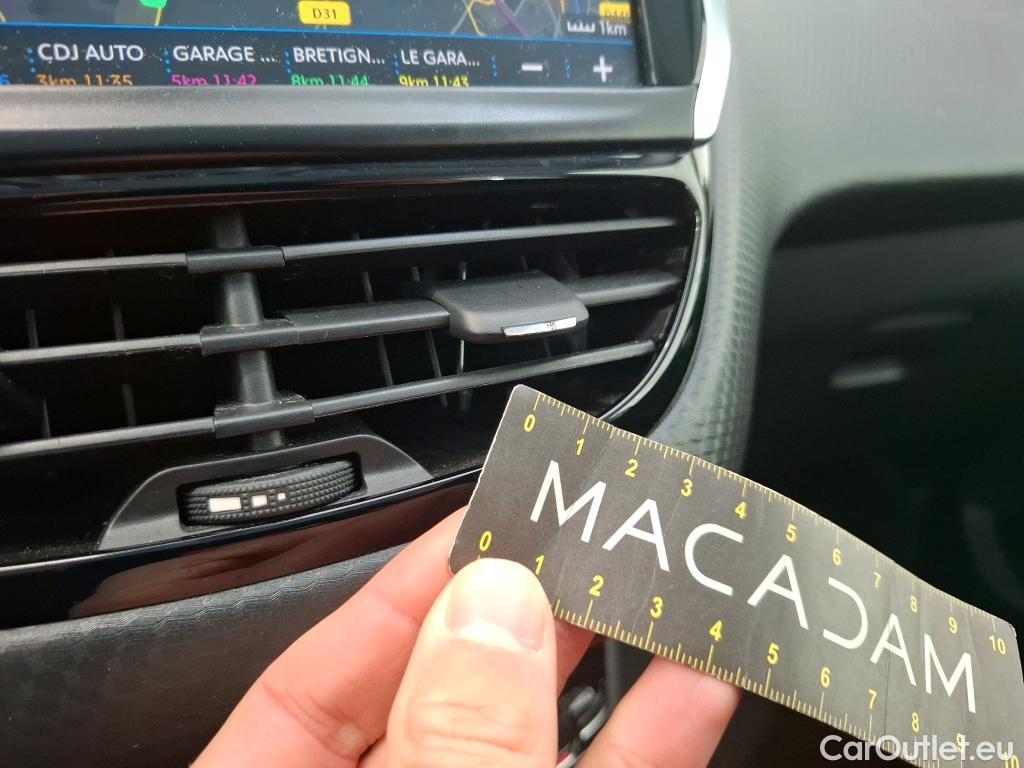 D31
1km
CDJ AUTO GARAGE ... BRETIGN... LE GARA...
3km 11:35 5km 11:42 8km 11:44 9km 11:43
0 1 2 3 4 5 6 7 8 9 10
MACADAM
0 1 2 3 4 5 6 7 8 9 10
CarOutlet.eu